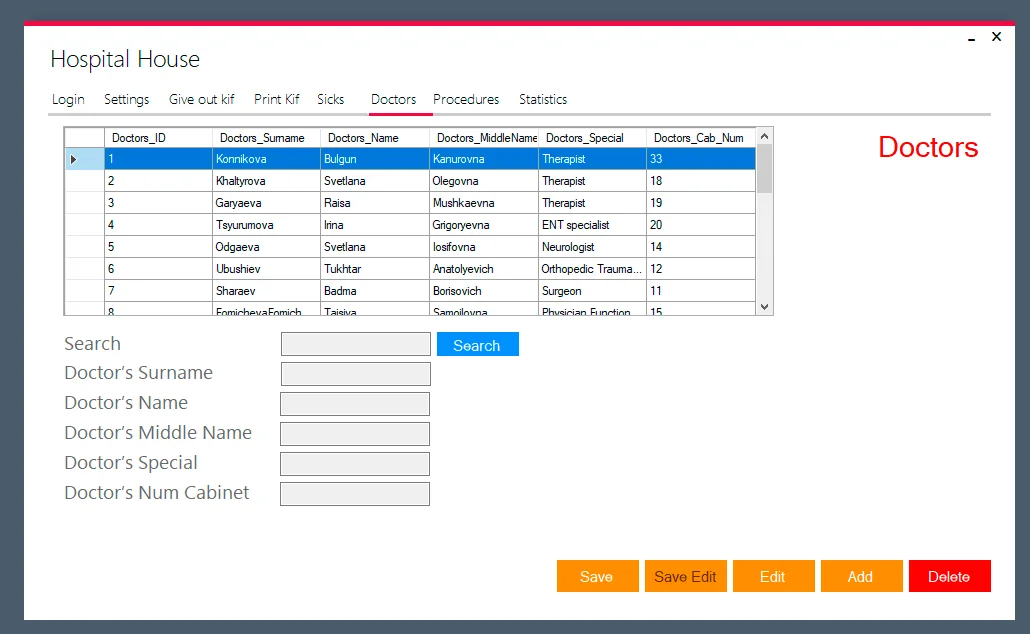 Hospital House
Login Settings Give out kif Print Kif Sicks Doctors Procedures Statistics
Doctors_ID Doctors_Surname Doctors_Name Doctors_MiddleName Doctors_Special Doctors_Cab_Num
Doctors
1 Konnikova Bulgun Kanurovna Therapist 33
2 Khaltyrova Svetlana Olegovna Therapist 18
3 Garyaeva Raisa Mushkaevna Therapist 19
4 Tsyurumova Irina Grigoryevna ENT specialist 20
5 Odgaeva Svetlana Iosifovna Neurologist 14
6 Ubushiev Tukhtar Anatolyevich Orthopedic Trauma... 12
7 Sharaev Badma Borisovich Surgeon 11
8 FomichevaFomich Taisiya Samoilovna Physician Function 15
Search Search
Doctor's Surname
Doctor's Name
Doctor's Middle Name
Doctor's Special
Doctor's Num Cabinet
Save Save Edit Edit Add Delete